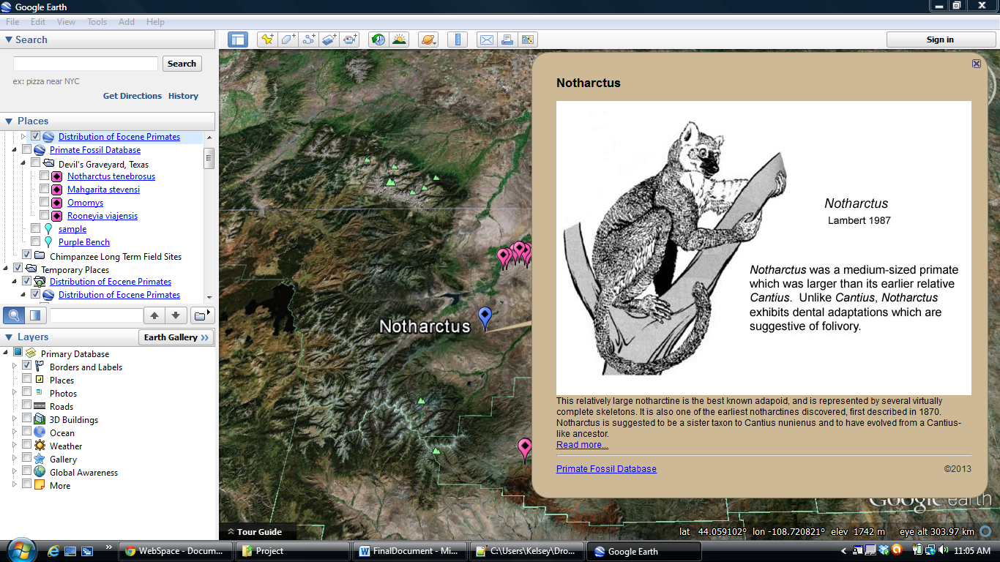 Google Earth
File Edit View Tools Add Help
Search
Search
ex: pizza near NYC
Get Directions History
Places
Distribution of Eocene Primates
Primate Fossil Database
Devil's Graveyard, Texas
Notharctus tenebrosus
Mahgarita stevensi
Omomys
Rooneyia viajensis
sample
Purple Bench
Chimpanzee Long Term Field Sites
Temporary Places
Distribution of Eocene Primates
Distribution of Eocene Primates
Layers
Earth Gallery »
Primary Database
Borders and Labels
Places
Photos
Roads
3D Buildings
Ocean
Weather
Gallery
Global Awareness
More
Sign in
Notharctus
Notharctus
Notharctus
Lambert 1987
Notharctus was a medium-sized primate
which was larger than its earlier relative
Cantius. Unlike Cantius, Notharctus
exhibits dental adaptations which are
suggestive of folivory.
This relatively large notharctine is the best known adapoid, and is represented by several virtually
complete skeletons. It is also one of the earliest notharctines discovered, first described in 1870.
Notharctus is suggested to be a sister taxon to Cantius nunienus and to have evolved from a Cantius-
like ancestor.
Read more...
Primate Fossil Database ©2013
Google earth
Tour Guide
lat 44.059102° lon -108.720821° elev 1742 m eye alt 303.97 km
WebSpace - Docum...
Project
FinalDocument - Mi...
C:\Users\Kelsey\Dro...
Google Earth
11:05 AM